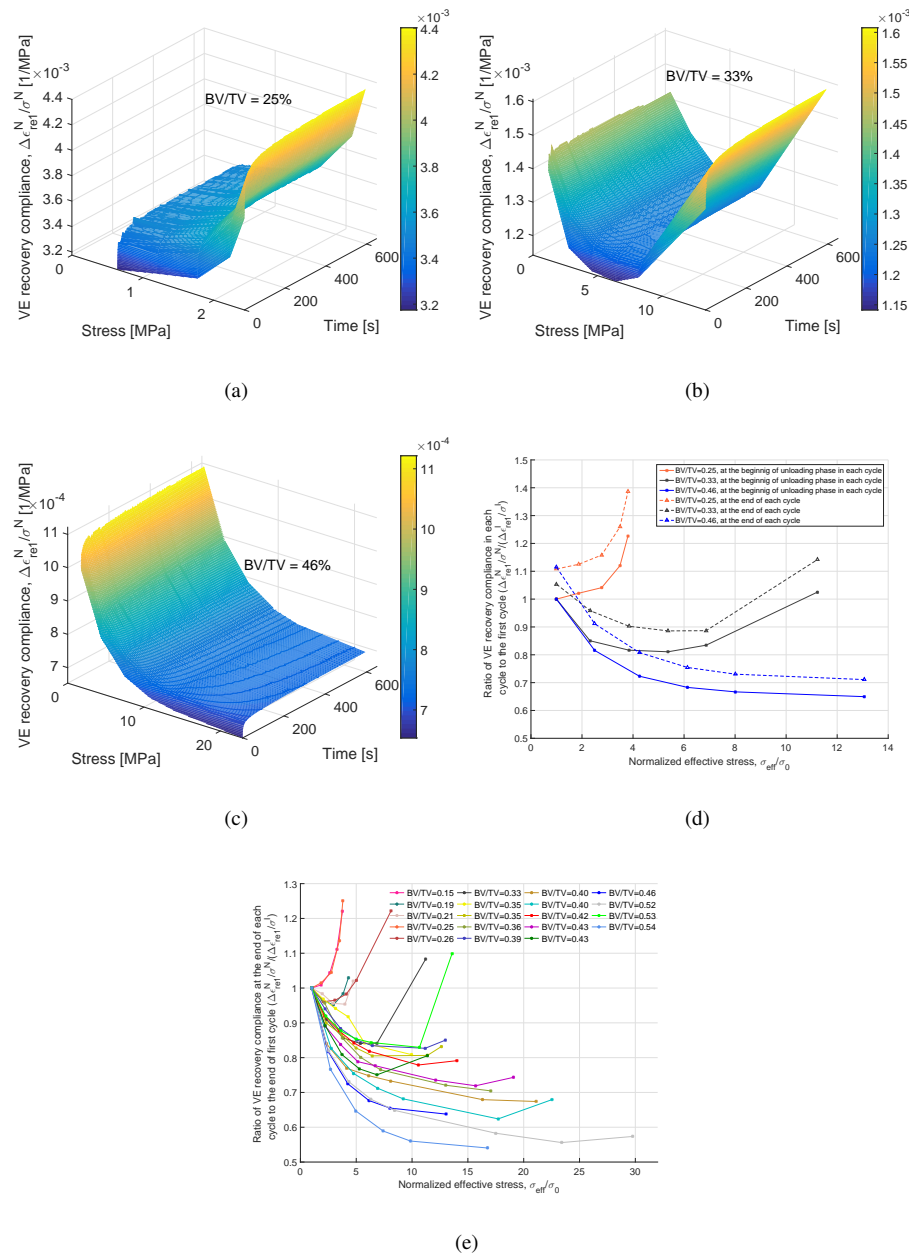 ×10⁻³
4.4
4.2
4
3.8
3.6
3.4
3.2
VE recovery compliance, Δϵ_re1^N/σ^N [1/MPa]
×10⁻³
4.4
4.2
4
3.8
3.6
3.4
3.2
BV/TV = 25%
0
1
2
Stress [MPa]
0
200
400
600
Time [s]
(a)
×10⁻³
1.6
1.55
1.5
1.45
1.4
1.35
1.3
1.25
1.2
1.15
VE recovery compliance, Δϵ_re1^N/σ^N [1/MPa]
×10⁻³
1.6
1.5
1.4
1.3
1.2
BV/TV = 33%
0
5
10
Stress [MPa]
0
200
400
600
Time [s]
(b)
×10⁻⁴
11
10
9
8
7
VE recovery compliance, Δϵ_re1^N/σ^N [1/MPa]
×10⁻⁴
11
10
9
8
7
6
BV/TV = 46%
0
10
20
Stress [MPa]
0
200
400
600
Time [s]
(c)
Ratio of VE recovery compliance in each
cycle to the first cycle (Δϵ_re1^N/σ^N/(Δϵ_re1^I/σ^I)
1.5
1.4
1.3
1.2
1.1
1
0.9
0.8
0.7
0.6
0.5
BV/TV=0.25, at the beginnig of unloading phase in each cycle
BV/TV=0.33, at the beginnig of unloading phase in each cycle
BV/TV=0.46, at the beginnig of unloading phase in each cycle
BV/TV=0.25, at the end of each cycle
BV/TV=0.33, at the end of each cycle
BV/TV=0.46, at the end of each cycle
0 2 4 6 8 10 12 14
Normalized effective stress, σ_eff/σ_0
(d)
Ratio of VE recovery compliance at the end of each
cycle to the end of first cycle (Δϵ_re1^N/σ^N/(Δϵ_re1^I/σ^I)
1.3
1.2
1.1
1
0.9
0.8
0.7
0.6
0.5
BV/TV=0.15 BV/TV=0.33 BV/TV=0.40 BV/TV=0.46
BV/TV=0.19 BV/TV=0.35 BV/TV=0.40 BV/TV=0.52
BV/TV=0.21 BV/TV=0.35 BV/TV=0.42 BV/TV=0.53
BV/TV=0.25 BV/TV=0.36 BV/TV=0.43 BV/TV=0.54
BV/TV=0.26 BV/TV=0.39 BV/TV=0.43
0 5 10 15 20 25 30
Normalized effective stress, σ_eff/σ_0
(e)